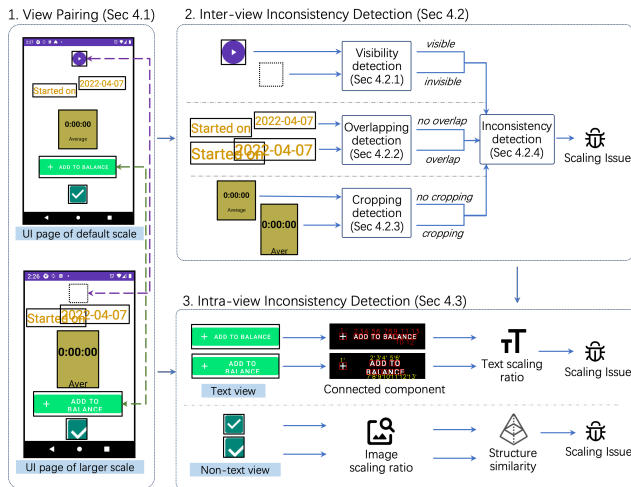 1. View Pairing (Sec 4.1)
Started on
2022-04-07
0:00:00
Average
+ ADD TO BALANCE
UI page of default scale
2:26
Started on
2022-04-07
0:00:00
Aver
+ ADD TO
BALANCE
UI page of larger scale
2. Inter-view Inconsistency Detection (Sec 4.2)
Visibility
detection
(Sec 4.2.1)
visible
invisible
Started on
2022-04-07
Started on
2022-04-07
Overlapping
detection
(Sec 4.2.2)
no overlap
overlap
0:00:00
Average
0:00:00
Aver
Cropping
detection
(Sec 4.2.3)
no cropping
cropping
Inconsistency
detection
(Sec 4.2.4)
Scaling Issue
3. Intra-view Inconsistency Detection (Sec 4.3)
+ ADD TO BALANCE
+ ADD TO BALANCE
+ ADD TO
BALANCE
+ ADD TO
BALANCE
Text view
Connected component
TT
Text scaling
ratio
Scaling Issue
Non-text view
Image
scaling ratio
Structure
similarity
Scaling Issue